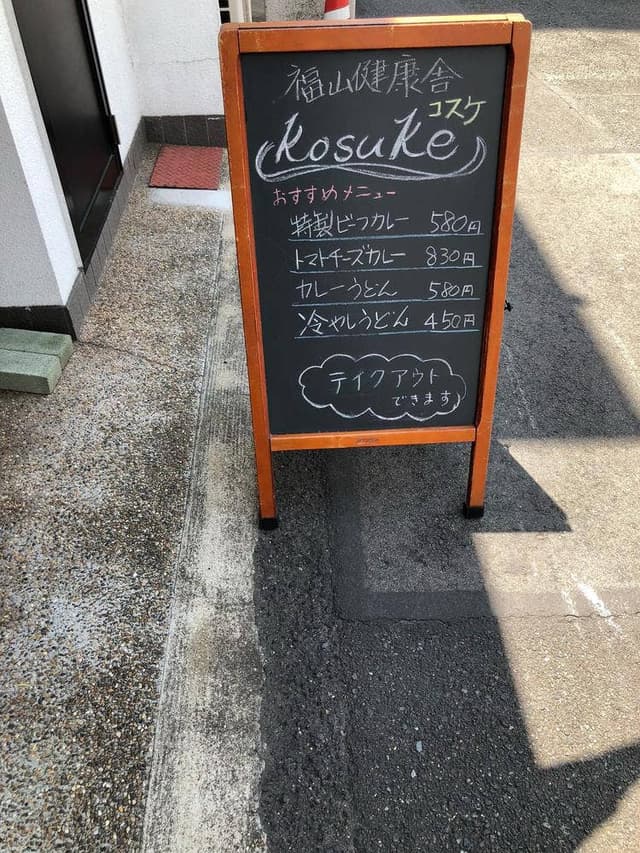 福山健康舎
コスケ
Kosuke
おすすめメニュー
特製ビーフカレー 580円
トマトチーズカレー 830円
カレーうどん 580円
冷やしうどん 450円
テイクアウト
できます